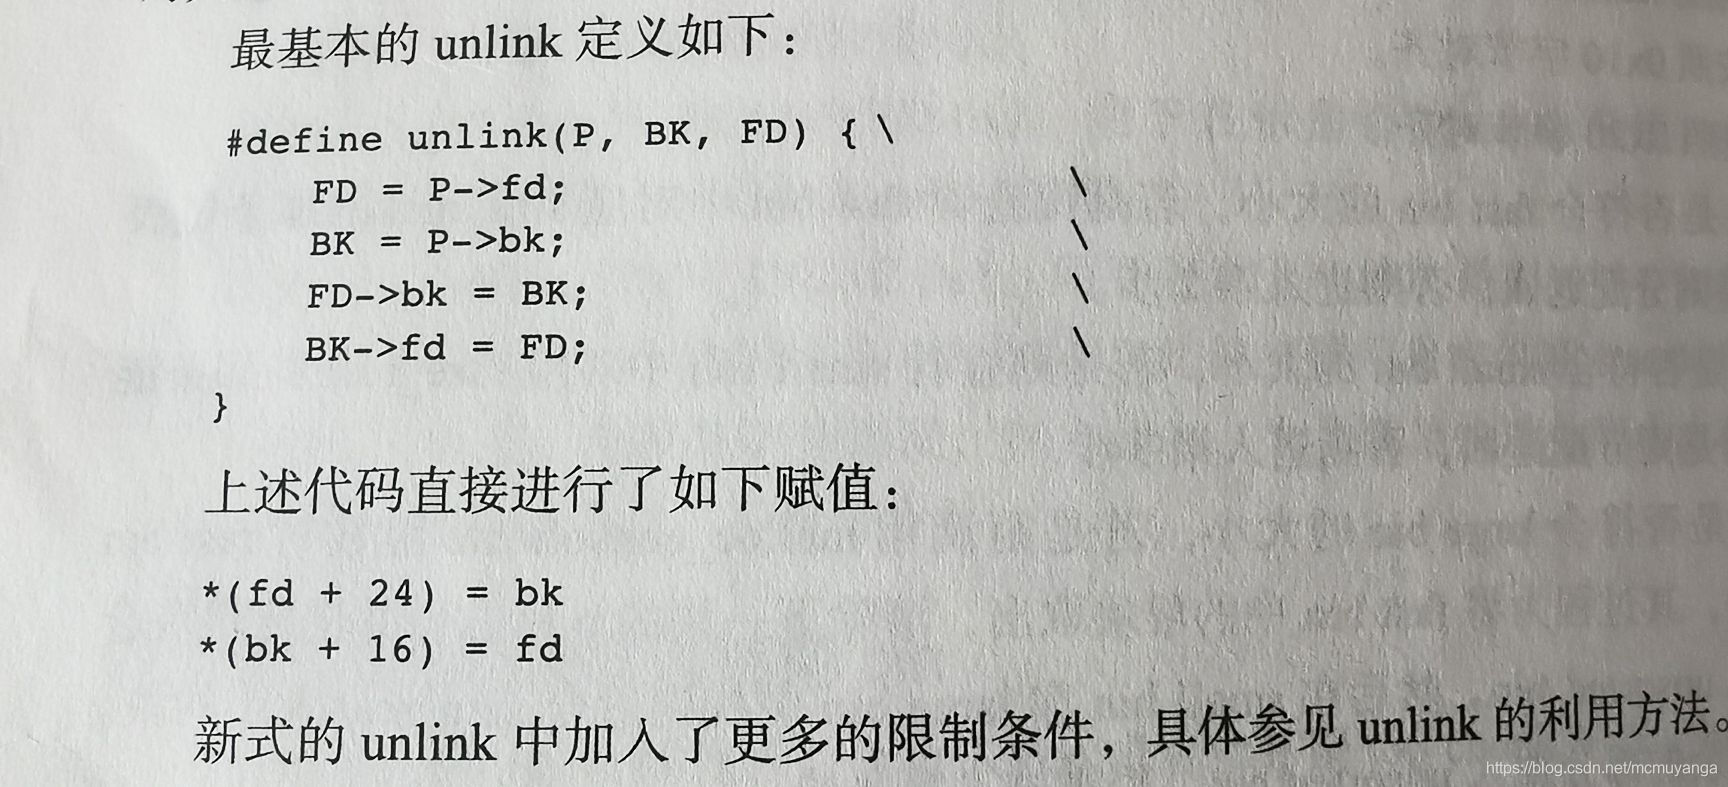 最基本的 unlink 定义如下：
#define unlink(P, BK, FD) { \
FD = P->fd; \
BK = P->bk; \
FD->bk = BK; \
BK->fd = FD; \
}
上述代码直接进行了如下赋值：
*(fd + 24) = bk
*(bk + 16) = fd
新式的 unlink 中加入了更多的限制条件，具体参见 unlink 的利用方法。
https://blog.csdn.net/mcmuyanga